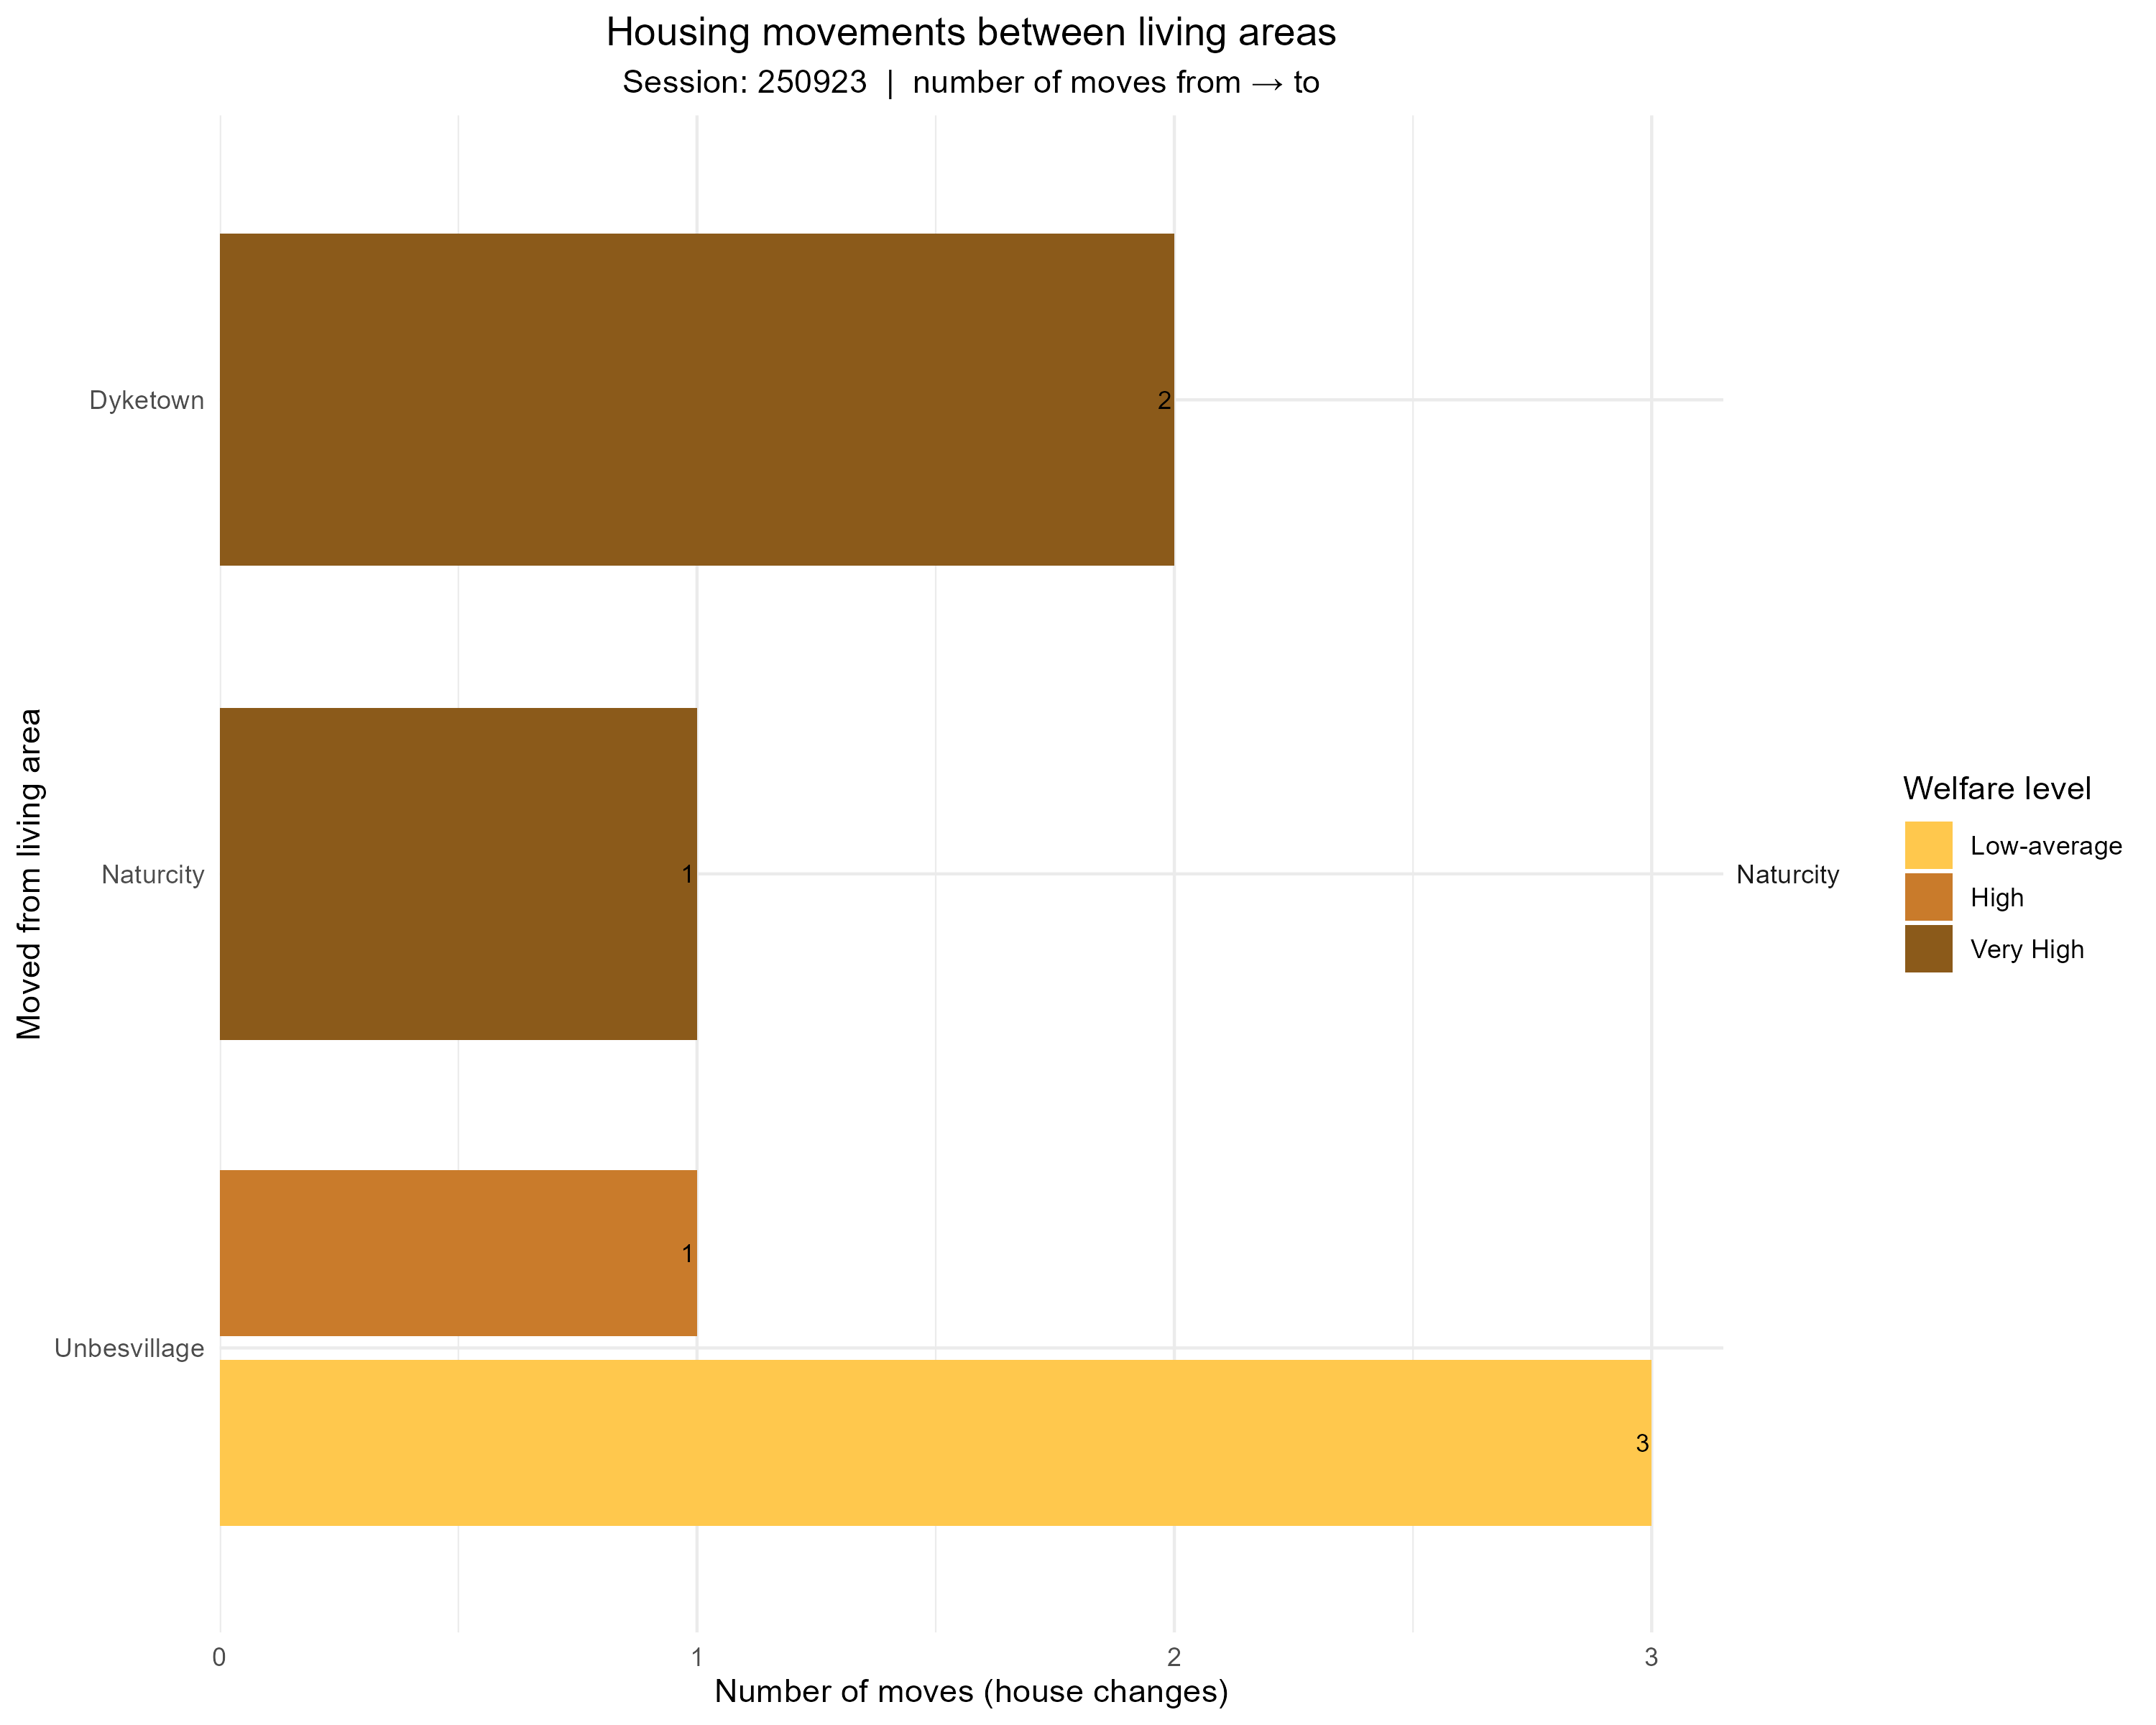 Housing movements between living areas
Session: 250923 | number of moves from → to
Moved from living area
Dyketown
2
Naturcity
1
Naturcity
1
Unbesvillage
3
0 1 2 3
Number of moves (house changes)
Welfare level
Low-average
High
Very High